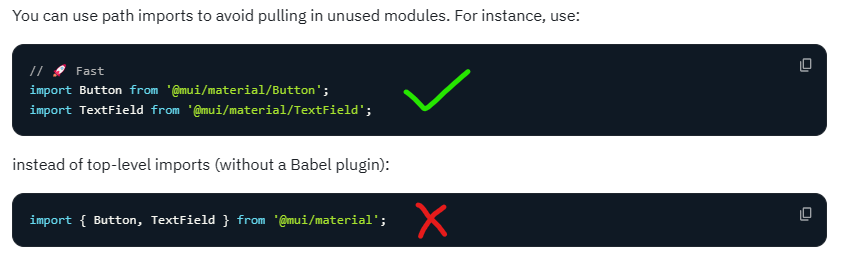 You can use path imports to avoid pulling in unused modules. For instance, use:
// 🚀 Fast
import Button from '@mui/material/Button';
import TextField from '@mui/material/TextField';
instead of top-level imports (without a Babel plugin):
import { Button, TextField } from '@mui/material';